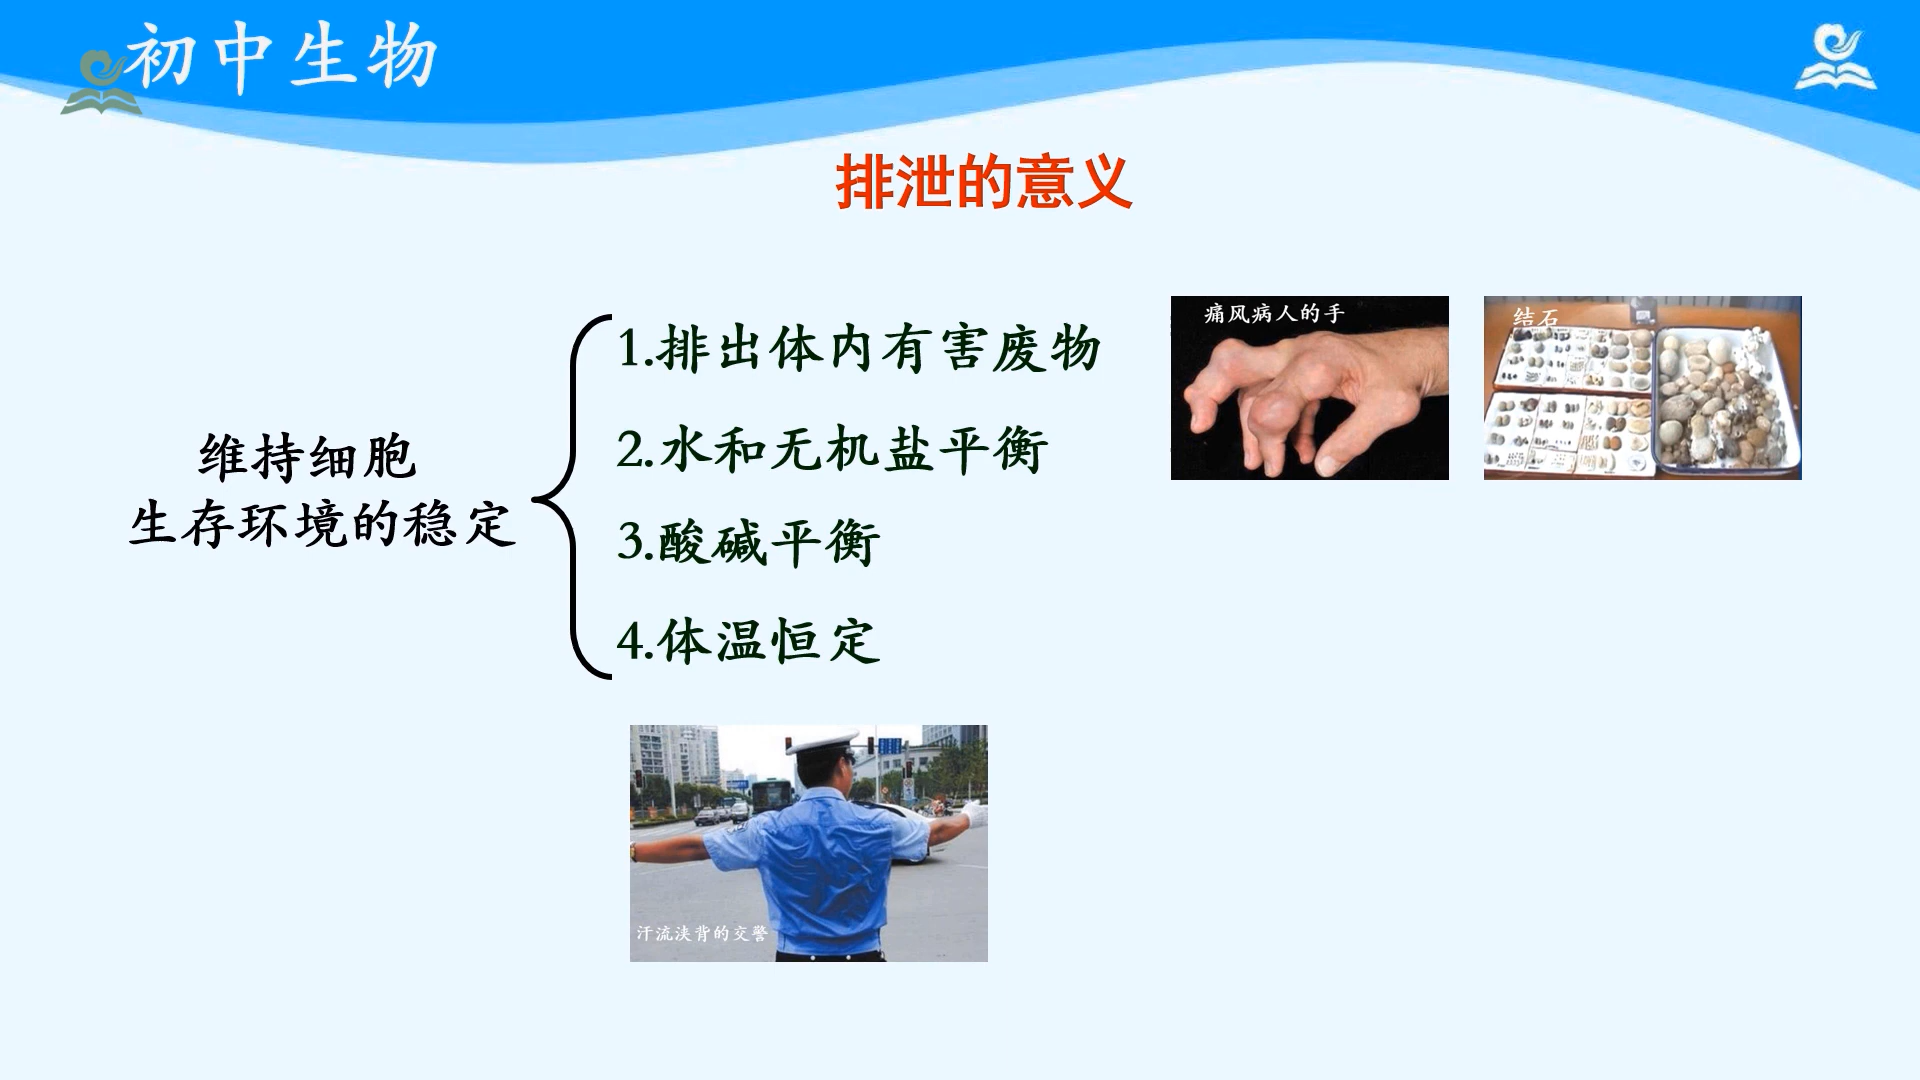 初中生物
排泄的意义
维持细胞
生存环境的稳定
1.排出体内有害废物
2.水和无机盐平衡
3.酸碱平衡
4.体温恒定
痛风病人的手
结石
汗流浃背的交警